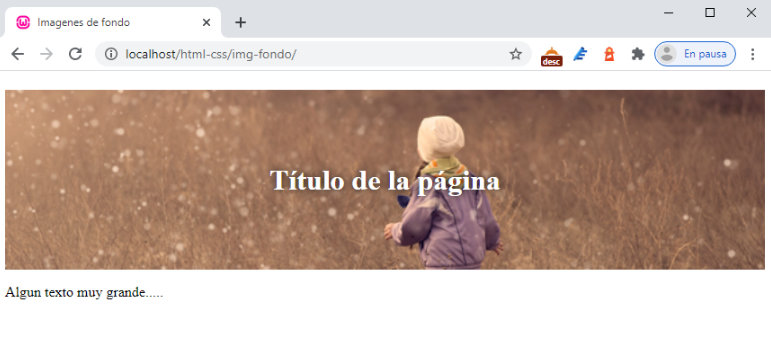 Imagenes de fondo
localhost/html-css/img-fondo/
desc
En pausa
Título de la página
Algun texto muy grande.....